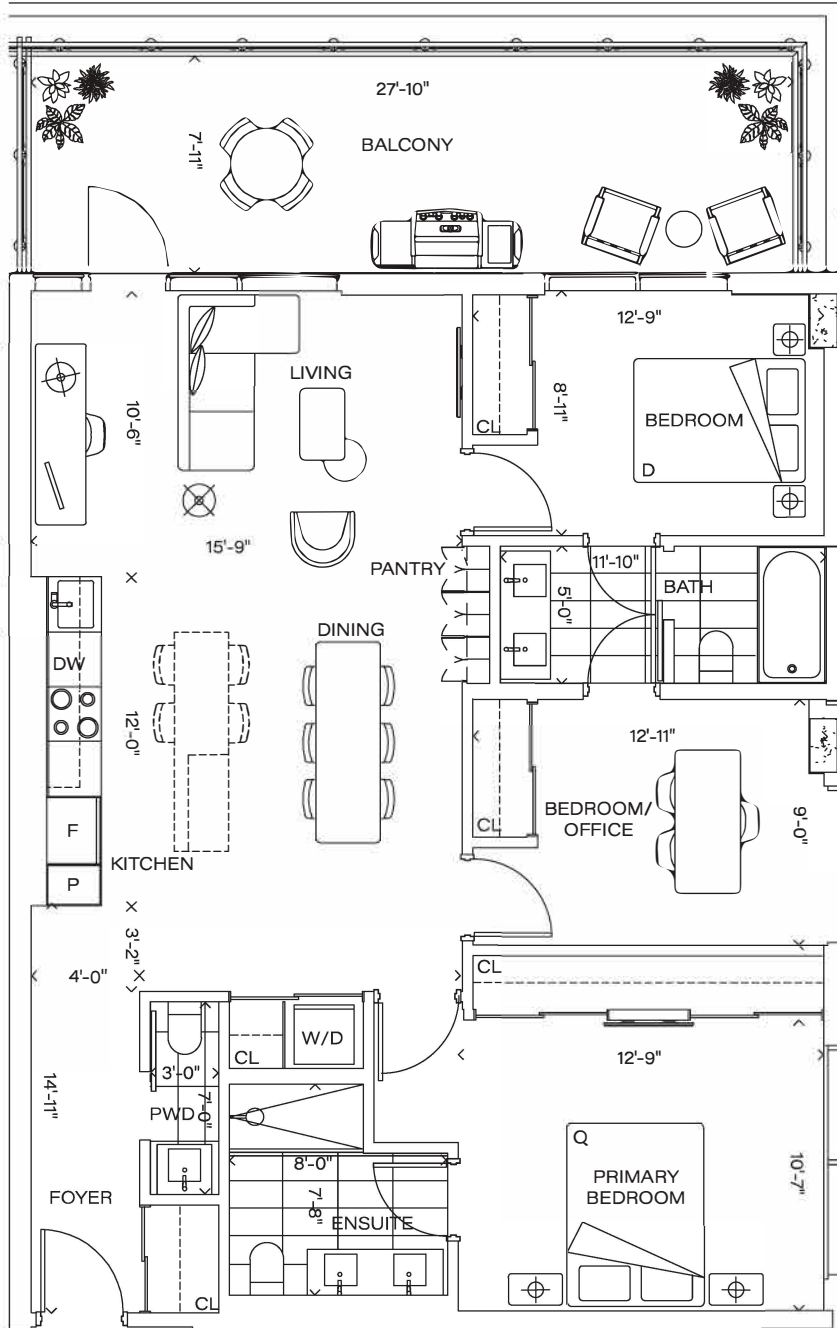 27'-10"
BALCONY
7'-11"
12'-9"
LIVING
8'-11"
10'-6"
BEDROOM
CL
D
15'-9"
PANTRY
11'-10"
BATH
5'-0"
DINING
DW
12'-0"
12'-11"
BEDROOM/
OFFICE
CL
9'-0"
F
KITCHEN
P
3'-2"
4'-0"
CL
W/D
CL
12'-9"
3'-0"
14'-11"
PWD
7'-0"
Q
8'-0"
PRIMARY
BEDROOM
10'-7"
FOYER
7'-8"
ENSUITE
CL